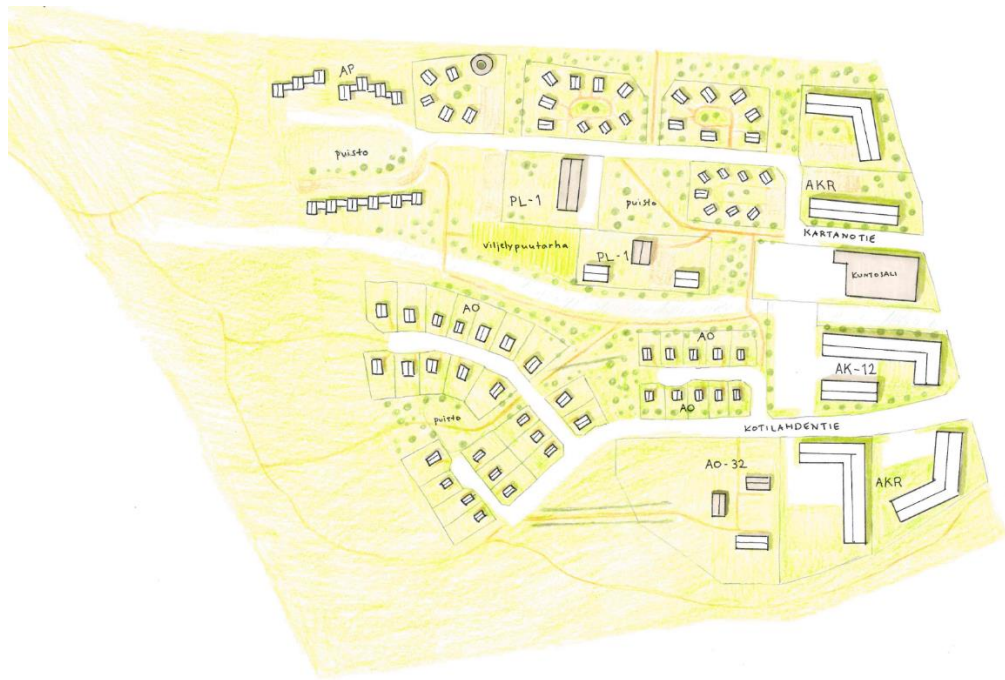 AP
puisto
PL-1
puisto
AKR
KARTANOTIE
viljelypuutarha
PL-1
KUNTOSALI
AO
AO
AK-12
AO
puisto
KOTILAHDENTIE
AO-32
AKR